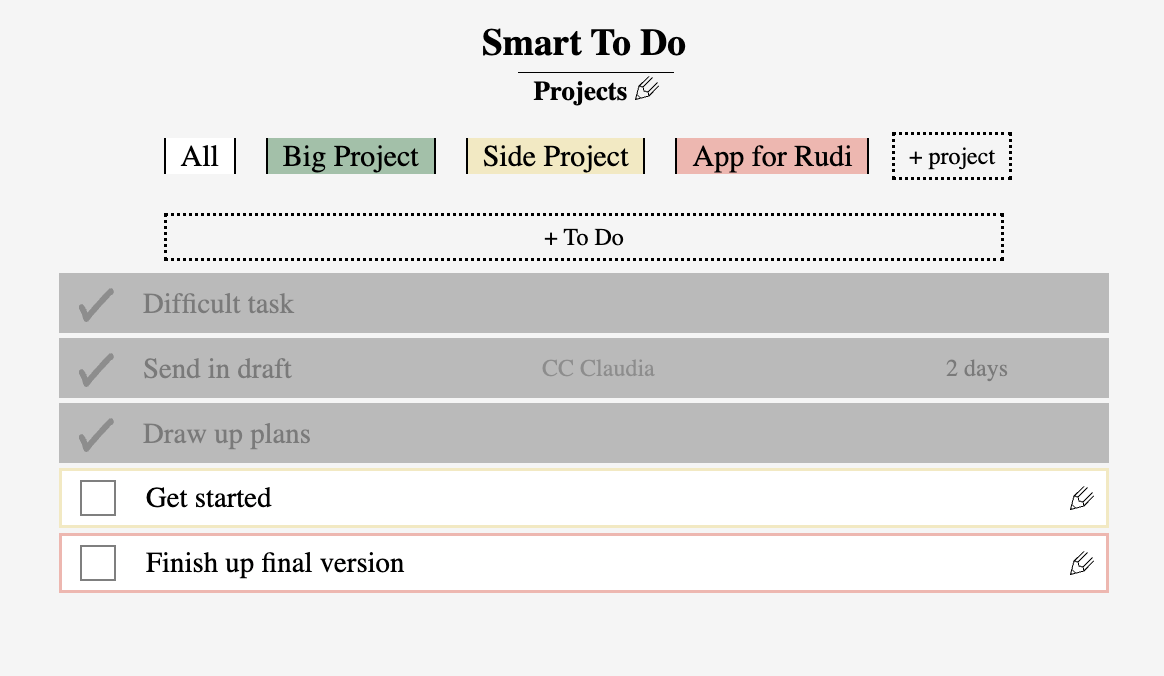 Smart To Do
Projects
All Big Project Side Project App for Rudi + project
+ To Do
Difficult task
Send in draft CC Claudia 2 days
Draw up plans
Get started
Finish up final version